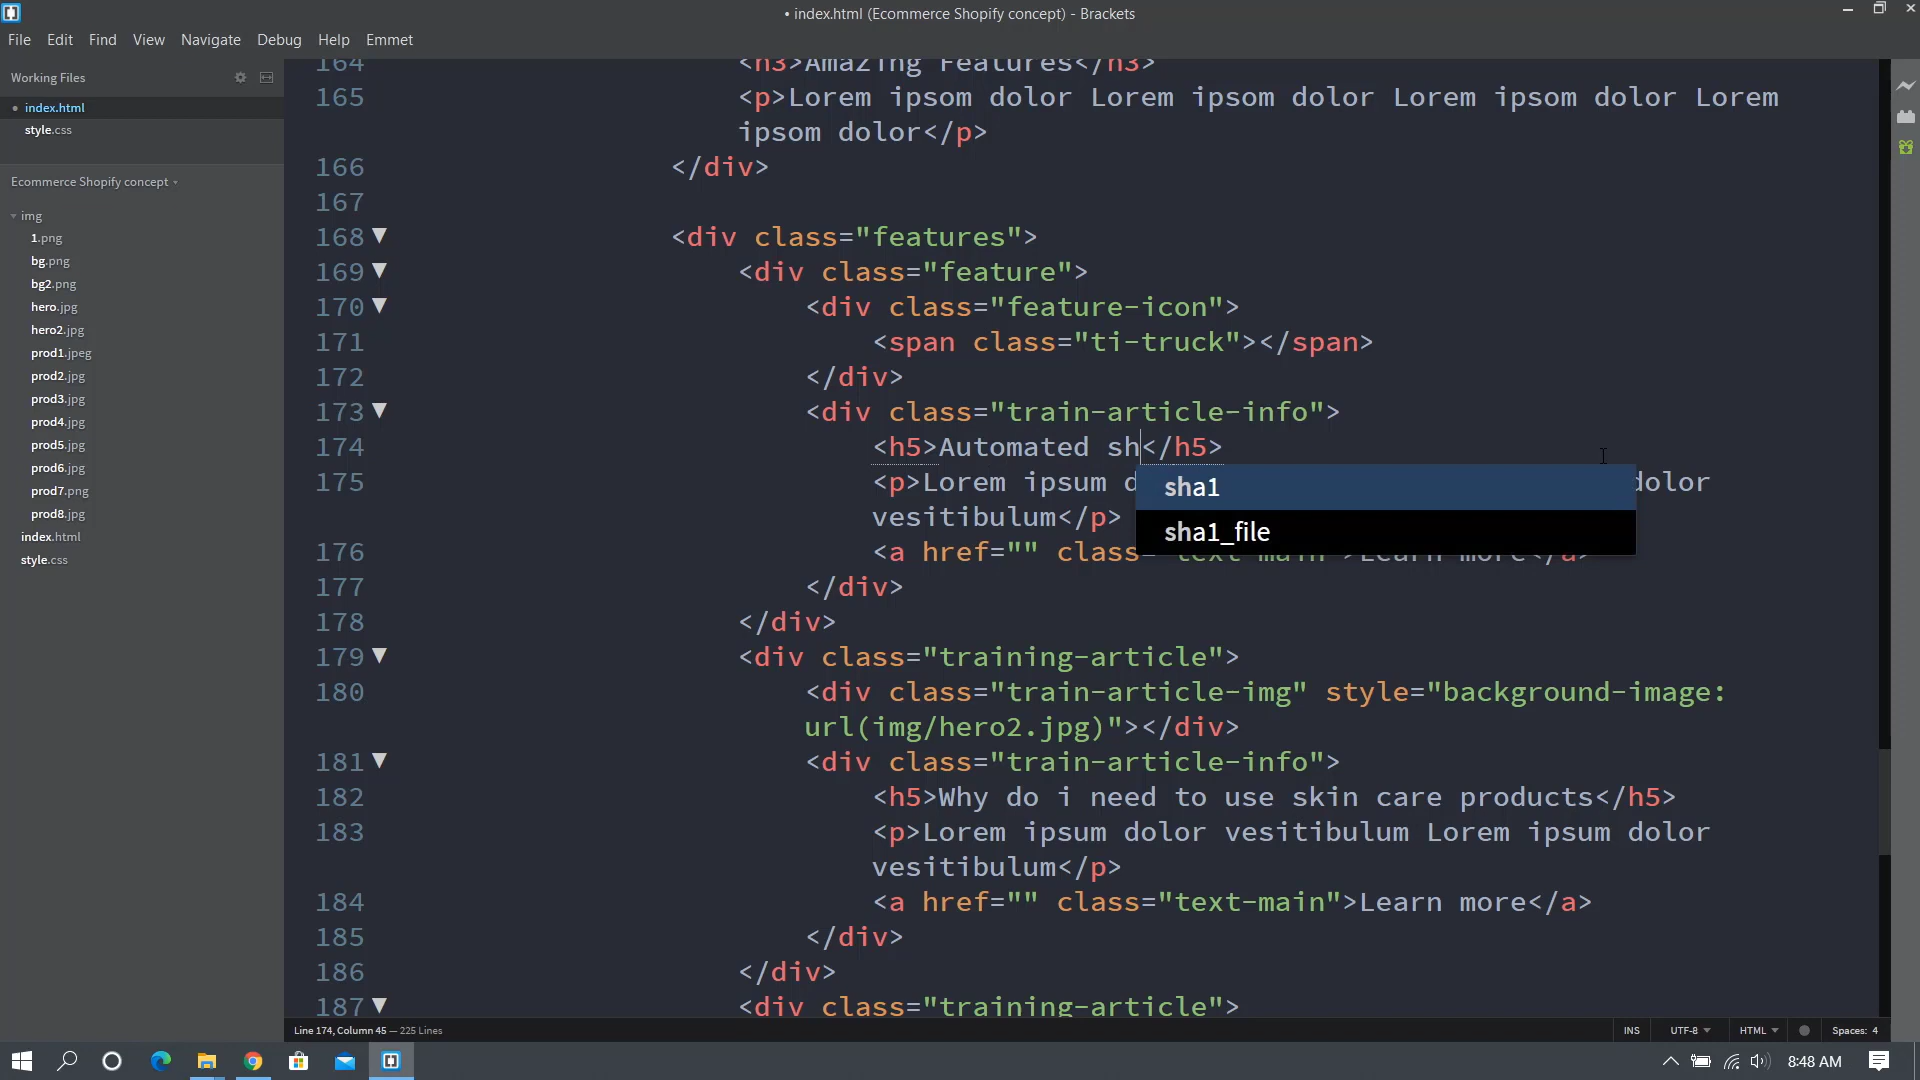 • index.html (Ecommerce Shopify concept) - Brackets
File Edit Find View Navigate Debug Help Emmet
Working Files
• index.html
style.css
Ecommerce Shopify concept
img
1.png
bg.png
bg2.png
hero.jpg
hero2.jpg
prod1.jpeg
prod2.jpg
prod3.jpg
prod4.jpg
prod5.jpg
prod6.jpg
prod7.png
prod8.jpg
index.html
style.css
164 <h3>Amazing Features</h3>
165 <p>Lorem ipsom dolor Lorem ipsom dolor Lorem ipsom dolor Lorem
ipsom dolor</p>
166 </div>
167
168 <div class="features">
169 <div class="feature">
170 <div class="feature-icon">
171 <span class="ti-truck"></span>
172 </div>
173 <div class="train-article-info">
174 <h5>Automated sh</h5>
175 <p>Lorem ipsum d dolor
sha1
vesitibulum</p>
sha1_file
176 <a href="" class="text-main">Learn more</a>
177 </div>
178 </div>
179 <div class="training-article">
180 <div class="train-article-img" style="background-image:
url(img/hero2.jpg)"></div>
181 <div class="train-article-info">
182 <h5>Why do i need to use skin care products</h5>
183 <p>Lorem ipsum dolor vesitibulum Lorem ipsum dolor
vesitibulum</p>
184 <a href="" class="text-main">Learn more</a>
185 </div>
186 </div>
187 <div class="training-article">
Line 174, Column 45 — 225 Lines
INS UTF-8 HTML Spaces: 4
8:48 AM